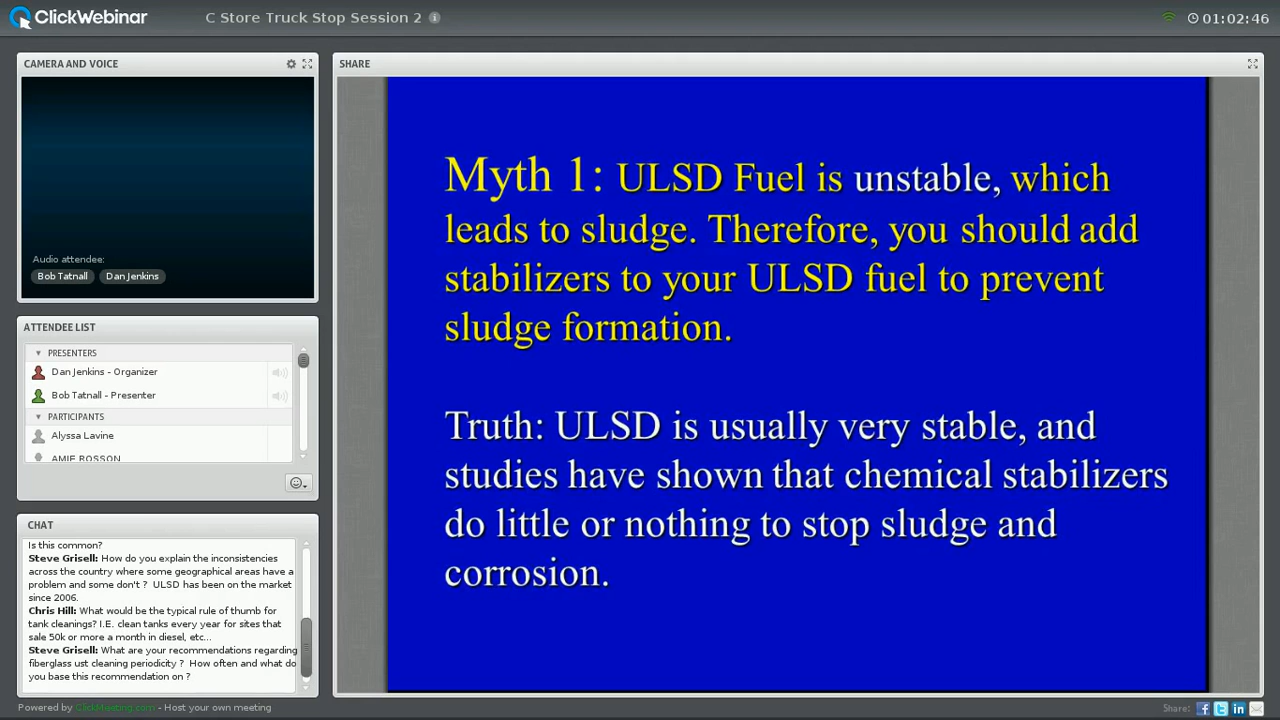 ClickWebinar
C Store Truck Stop Session 2
01:02:46
CAMERA AND VOICE
Audio attendee:
Bob Tatnall Dan Jenkins
ATTENDEE LIST
PRESENTERS
Dan Jenkins - Organizer
Bob Tatnall - Presenter
PARTICIPANTS
Alyssa Lavine
AMIE ROSSON
CHAT
Is this common?
Steve Grisell: How do you explain the inconsistencies
across the country where some geographical areas have a
problem and some don't ? ULSD has been on the market
since 2006.
Chris Hill: What would be the typical rule of thumb for
tank cleanings? I.E. clean tanks every year for sites that
sale 50k or more a month in diesel, etc...
Steve Grisell: What are your recommendations regarding
fiberglass ust cleaning periodicity ? How often and what do
you base this recommendation on ?
SHARE
Myth 1: ULSD Fuel is unstable, which
leads to sludge. Therefore, you should add
stabilizers to your ULSD fuel to prevent
sludge formation.
Truth: ULSD is usually very stable, and
studies have shown that chemical stabilizers
do little or nothing to stop sludge and
corrosion.
Powered by ClickMeeting.com - Host your own meeting
Share: